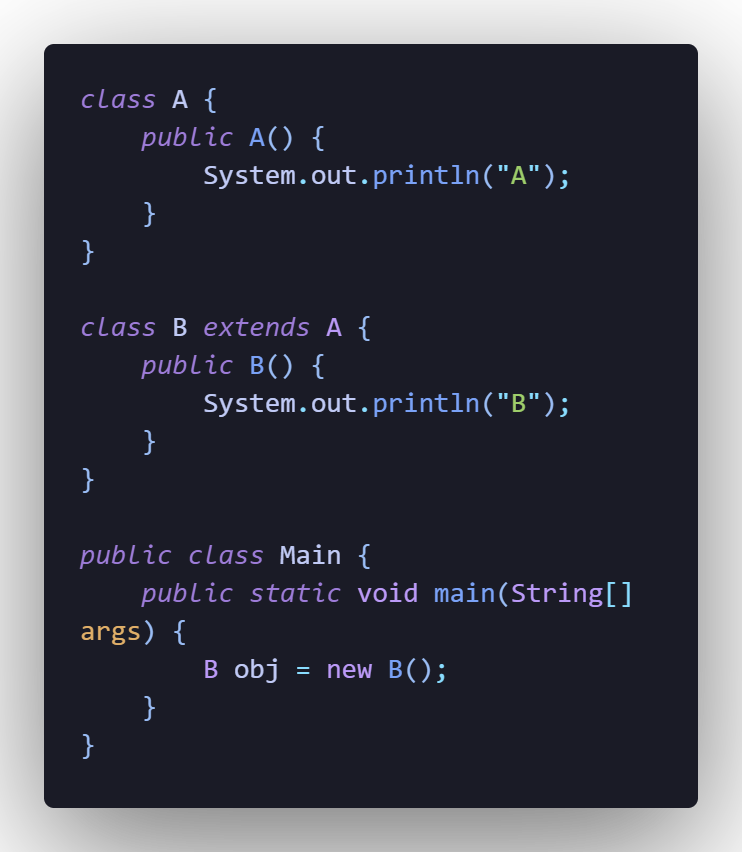 class A {
    public A() {
        System.out.println("A");
    }
}

class B extends A {
    public B() {
        System.out.println("B");
    }
}

public class Main {
    public static void main(String[]
args) {
        B obj = new B();
    }
}